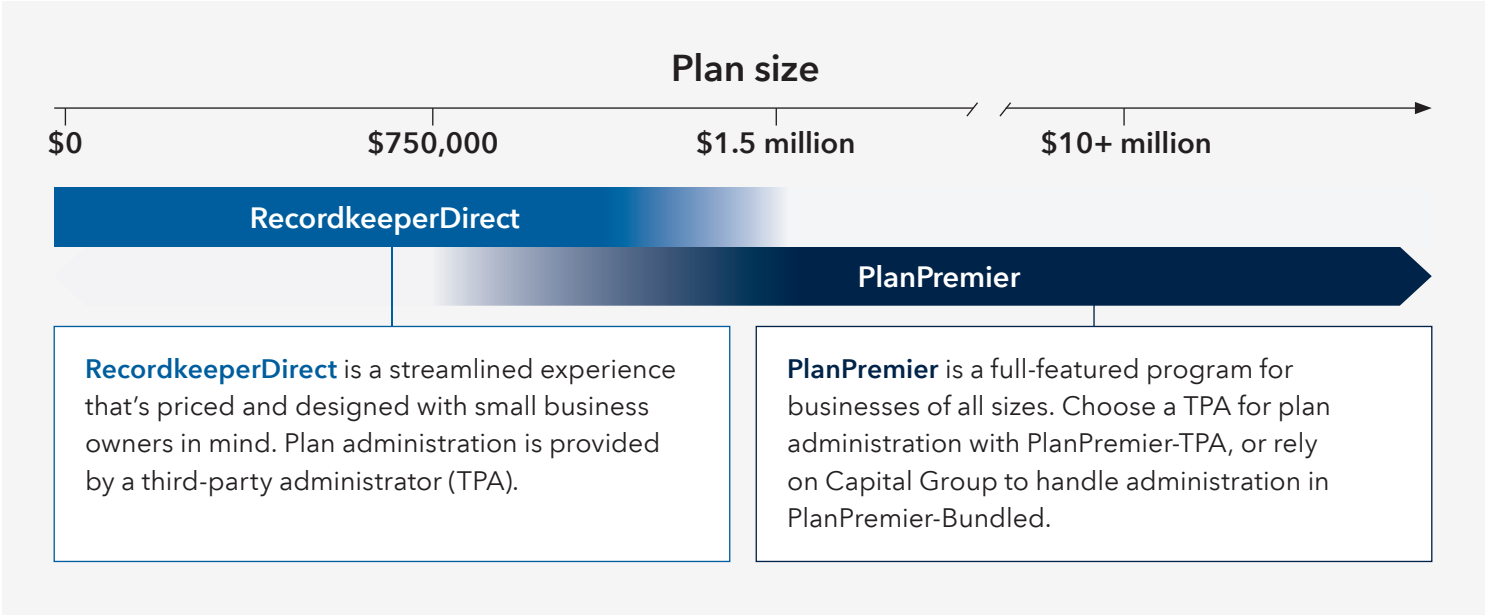 Plan size
$0 $750,000 $1.5 million $10+ million
RecordkeeperDirect
PlanPremier
RecordkeeperDirect is a streamlined experience
that’s priced and designed with small business
owners in mind. Plan administration is provided
by a third-party administrator (TPA).
PlanPremier is a full-featured program for
businesses of all sizes. Choose a TPA for plan
administration with PlanPremier-TPA, or rely
on Capital Group to handle administration in
PlanPremier-Bundled.